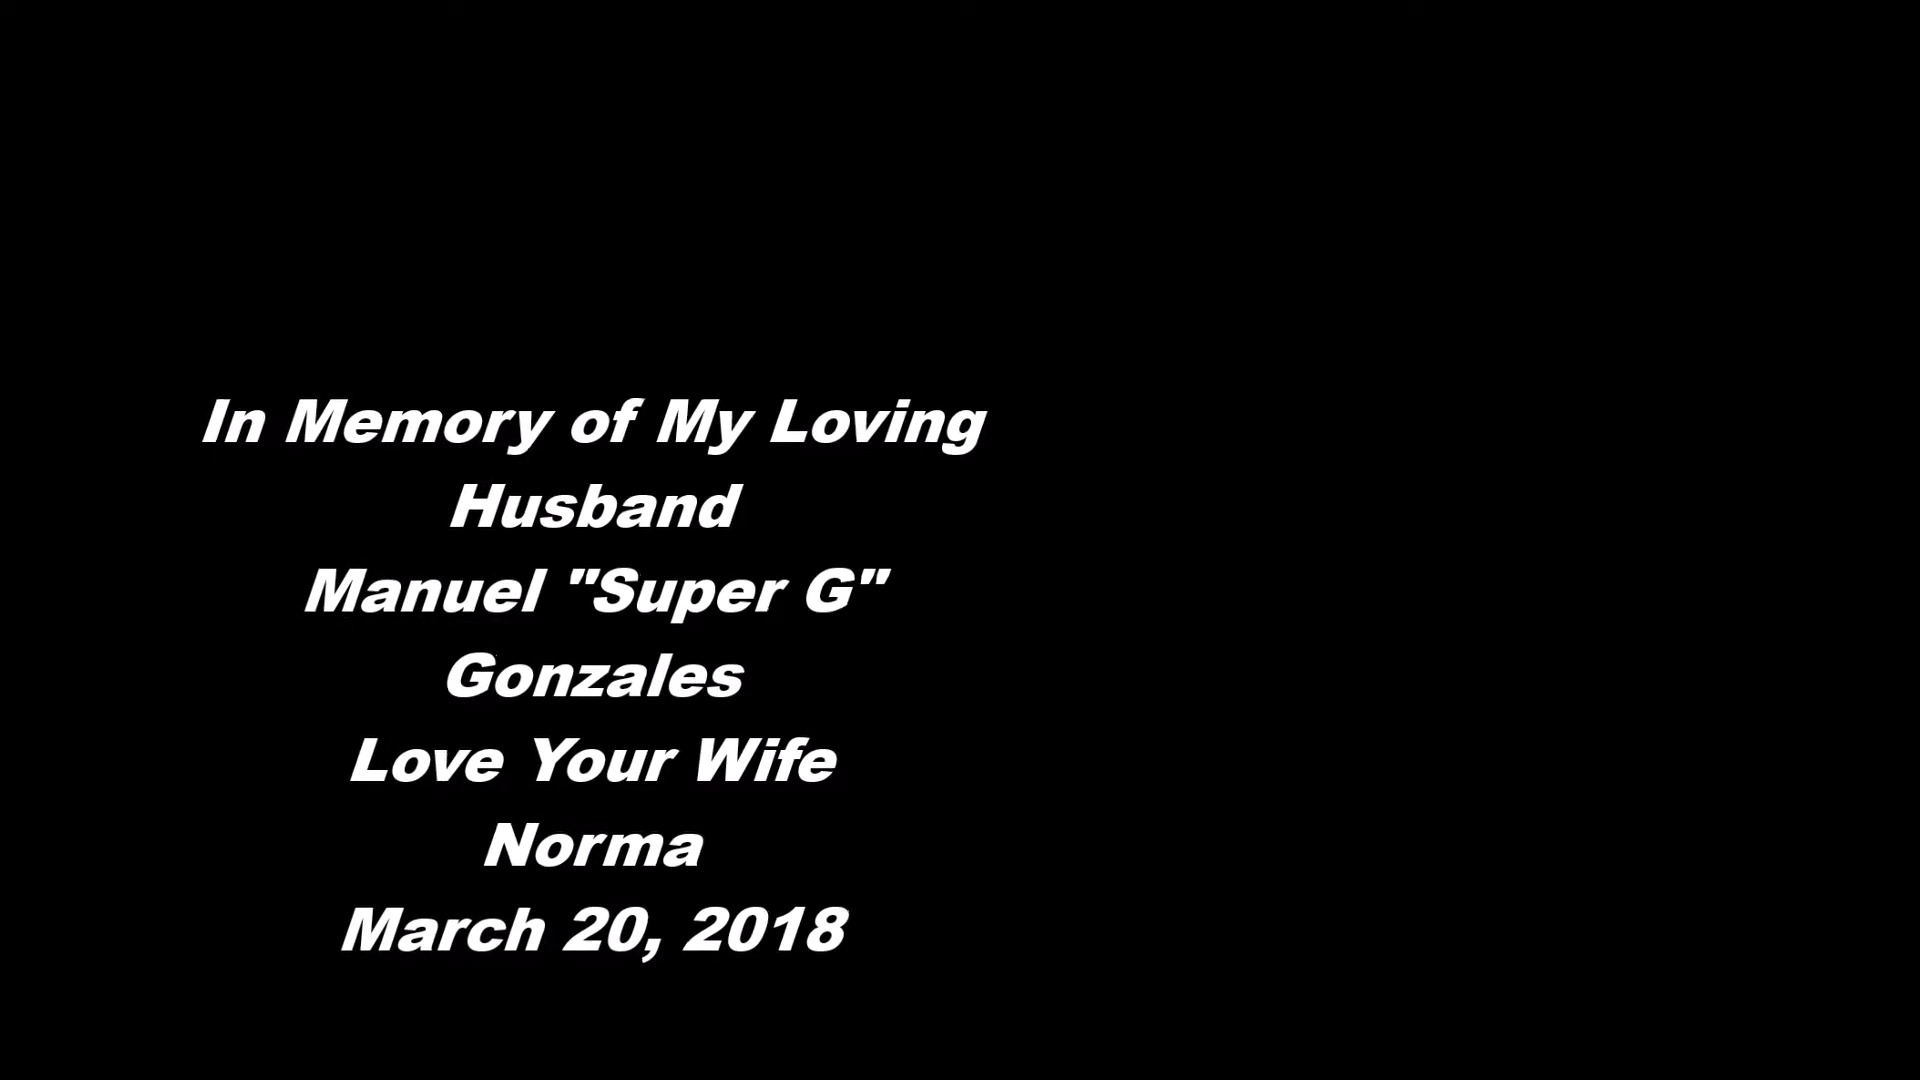 In Memory of My Loving
Husband
Manuel "Super G"
Gonzales
Love Your Wife
Norma
March 20, 2018